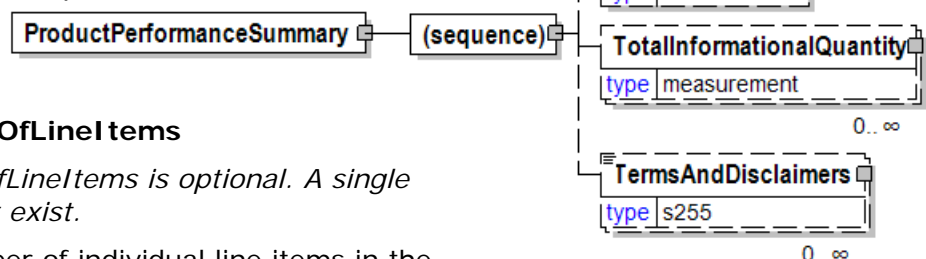 ProductPerformanceSummary
(sequence)
TotalInformationalQuantity
type measurement
0.. ∞
TermsAndDisclaimers
type s255
OfLineItems
fLineItems is optional. A single
exist.
er of individual line items in the